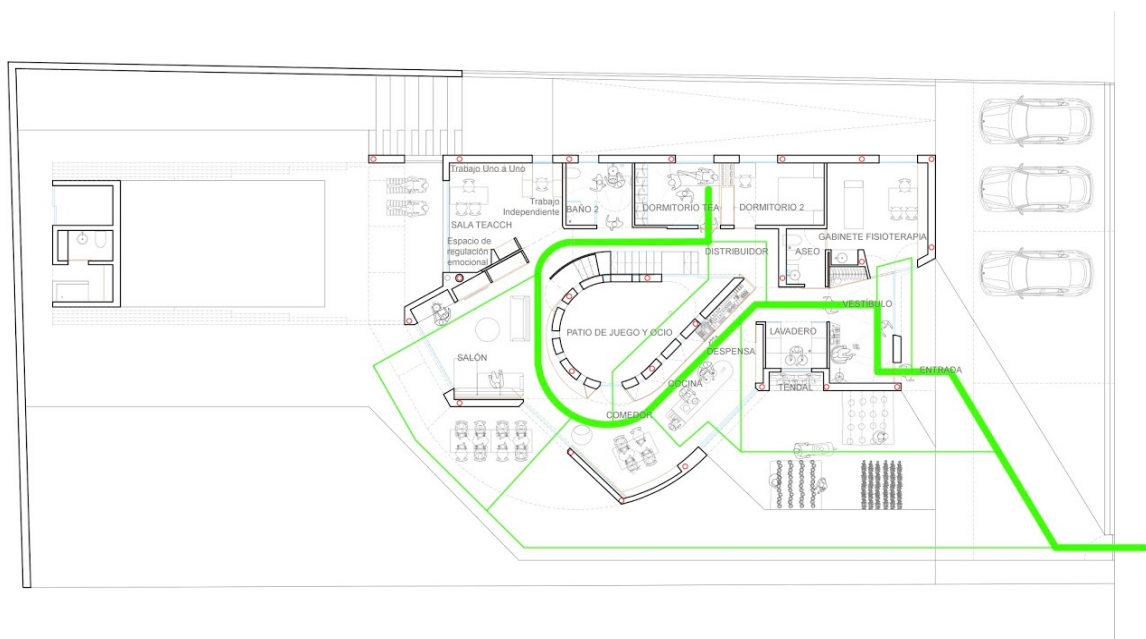 Trabajo Uno a Uno
Trabajo
Independiente
SALA TEACCH
Espacio de
regulación
emocional
BAÑO 2
DORMITORIO TEA
DORMITORIO 2
DISTRIBUIDOR
ASEO
GABINETE FISIOTERAPIA
VESTÍBULO
PATIO DE JUEGO Y OCIO
LAVADERO
DESPENSA
SALÓN
ENTRADA
COCINA
TENDAL
COMEDOR